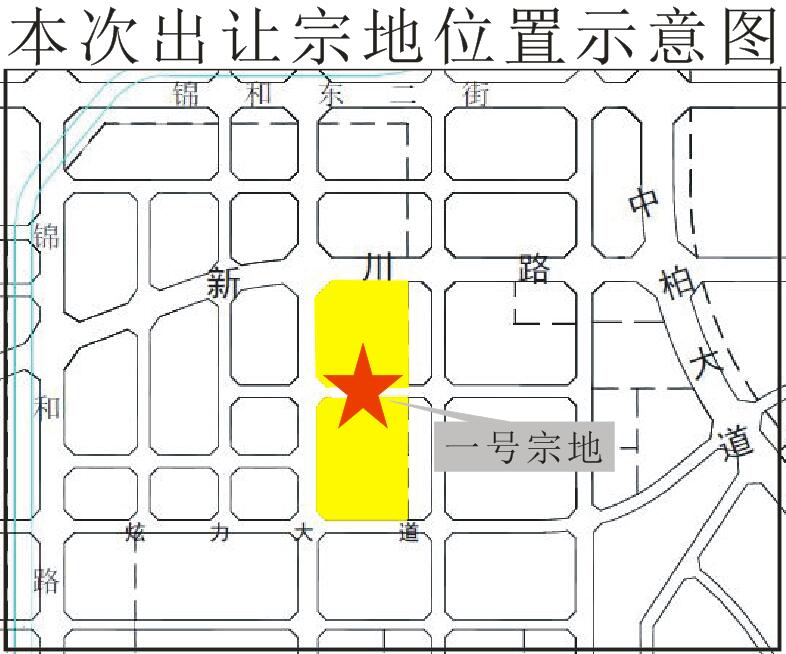 本次出让宗地位置示意图
锦和东二街
锦和路
新川路
中柏大道
一号宗地
炫力大道